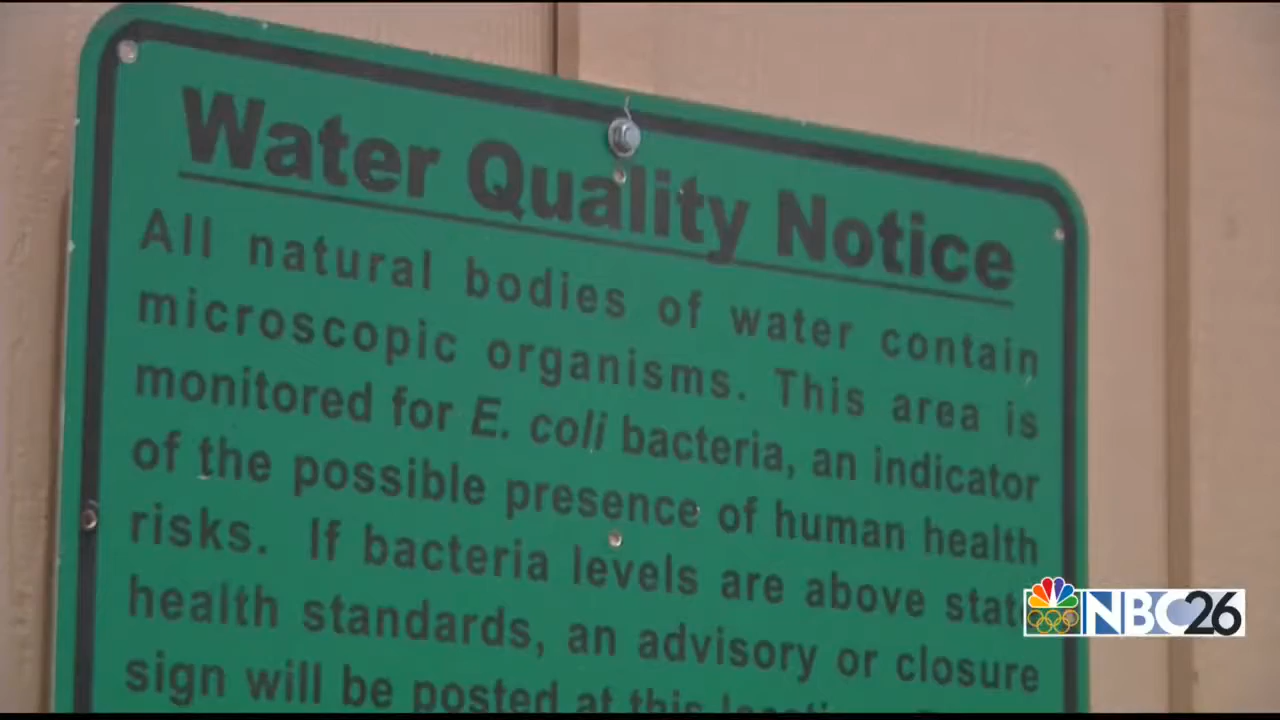 Water Quality Notice
All natural bodies of water contain
microscopic organisms. This area is
monitored for E. coli bacteria, an indicator
of the possible presence of human health
risks. If bacteria levels are above stat
health standards, an advisory or closure
sign will be posted at this
NBC26